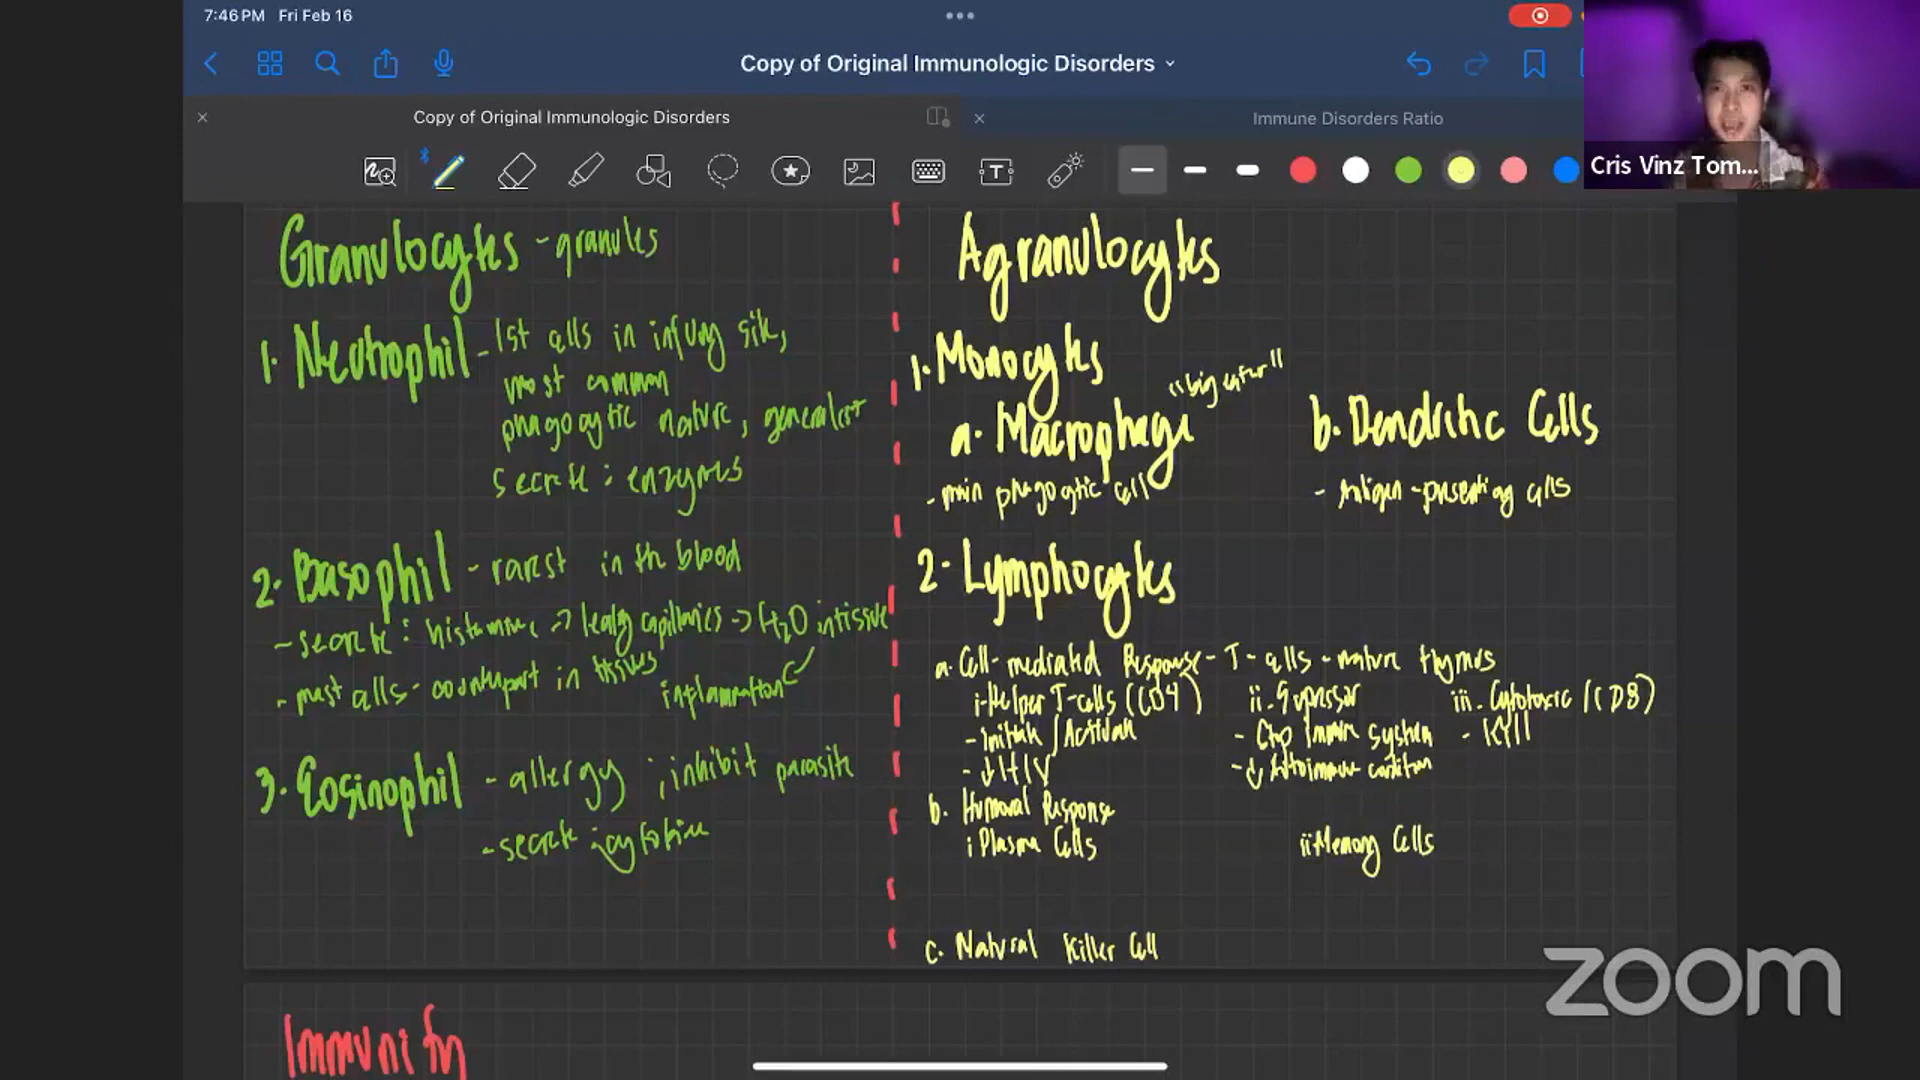 7:46 PM Fri Feb 16
Copy of Original Immunologic Disorders
Copy of Original Immunologic Disorders
Immune Disorders Ratio
Cris Vinz Tom...
Granulocytes - granules
1. Neutrophil - 1st cells in injury site,
most common
phagocytic nature, generalist
secrete : enzymes
2. Basophil - rarest in the blood
- secrete : histamine -> leaky capillaries -> H2O in tissue
- mast cells - counterpart in tissues
inflammation
3. Eosinophil - allergy ; inhibit parasite
- secrete : cytokine
Agranulocytes
1. Monocytes
a. Macrophage "big eater"
- main phagocytic cell
b. Dendritic Cells
- Antigen-presenting cells
2. Lymphocytes
a. Cell-mediated Response - T-cells - mature thymus
i. Helper T-cells (CD4)
- Initiate / Activate
- ↓ HIV
ii. Supressor
- Stop immune system
- ↓ Autoimmune condition
iii. Cytotoxic (CD8)
- Kill
b. Humoral Response
i Plasma Cells
ii Memory Cells
c. Natural Killer Cell
Immunity
zoom